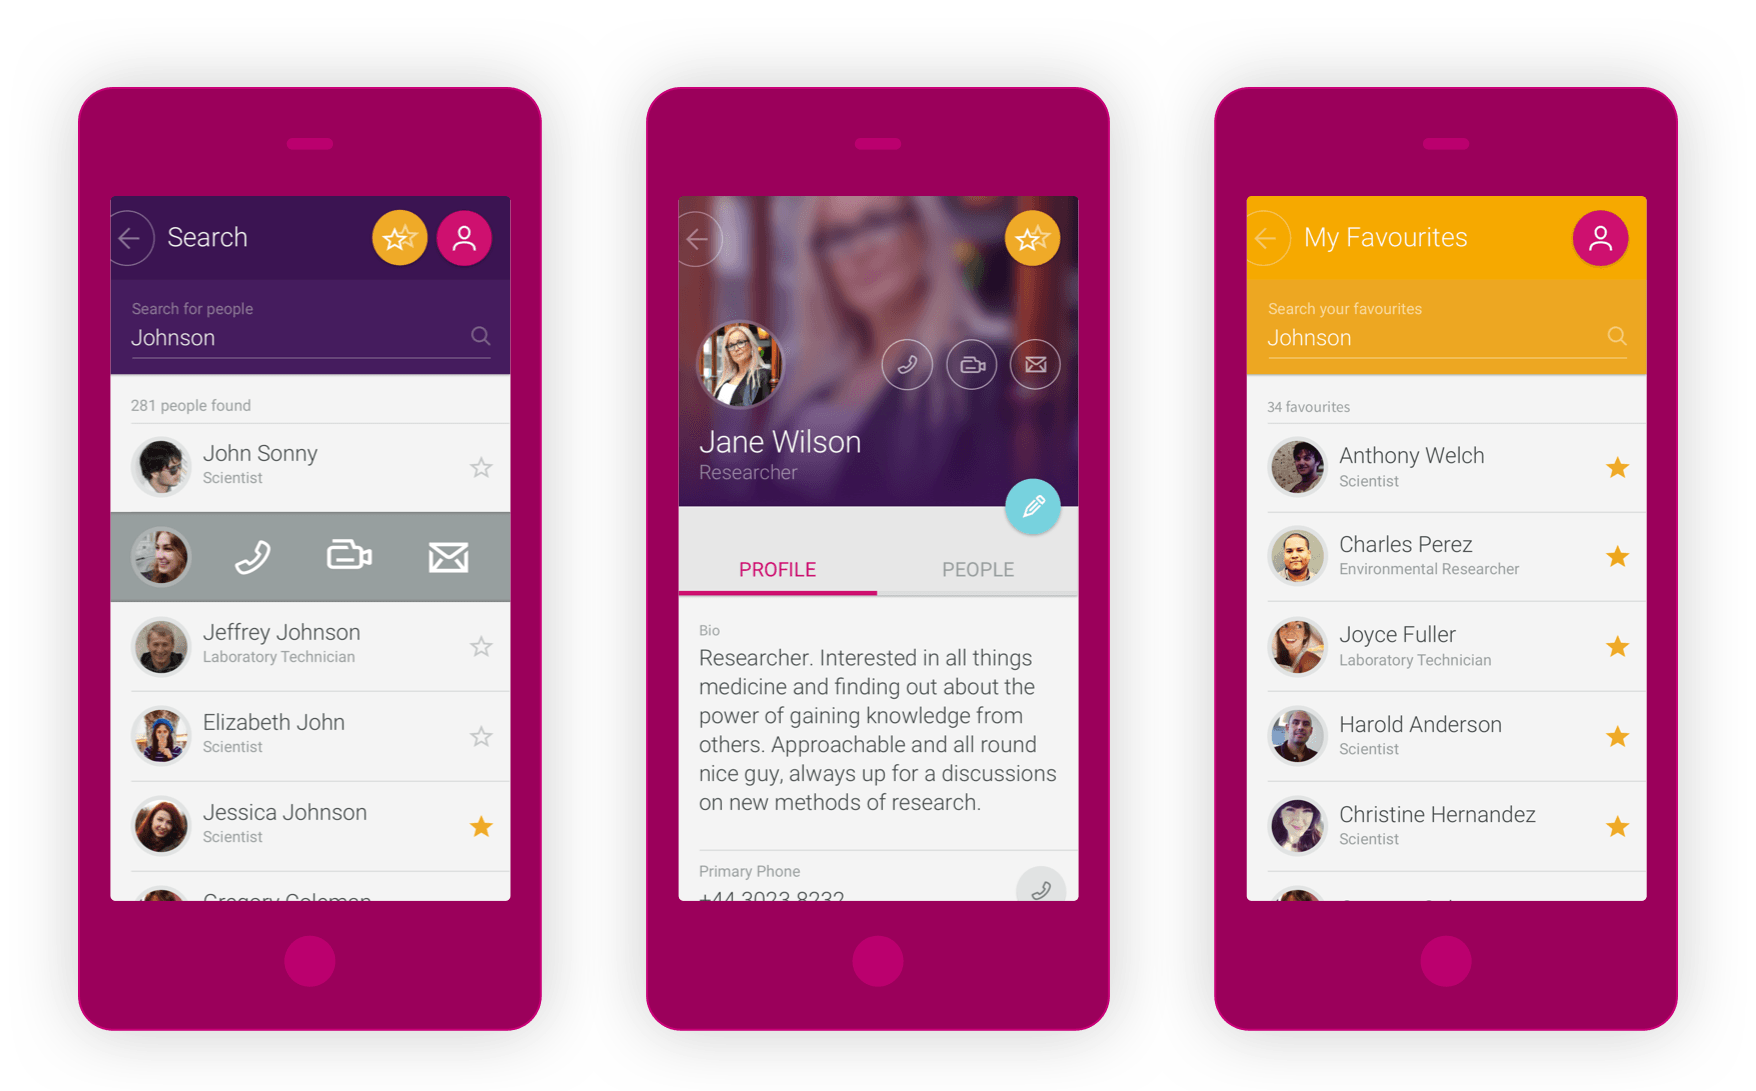 Search
Search for people
Johnson
281 people found
John Sonny
Scientist
Jeffrey Johnson
Laboratory Technician
Elizabeth John
Scientist
Jessica Johnson
Scientist
Gregory Coleman
Jane Wilson
Researcher
PROFILE
PEOPLE
Bio
Researcher. Interested in all things
medicine and finding out about the
power of gaining knowledge from
others. Approachable and all round
nice guy, always up for a discussions
on new methods of research.
Primary Phone
+44 3023 8232
My Favourites
Search your favourites
Johnson
34 favourites
Anthony Welch
Scientist
Charles Perez
Environmental Researcher
Joyce Fuller
Laboratory Technician
Harold Anderson
Scientist
Christine Hernandez
Scientist